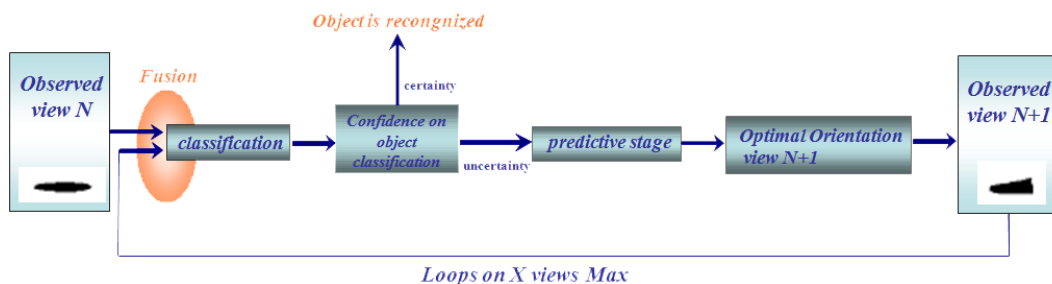 Object is recongnized
Fusion
Observed
view N
certainty
classification
Confidence on
object
classification
uncertainty
predictive stage
Optimal Orientation
view N+1
Observed
view N+1
Loops on X views Max